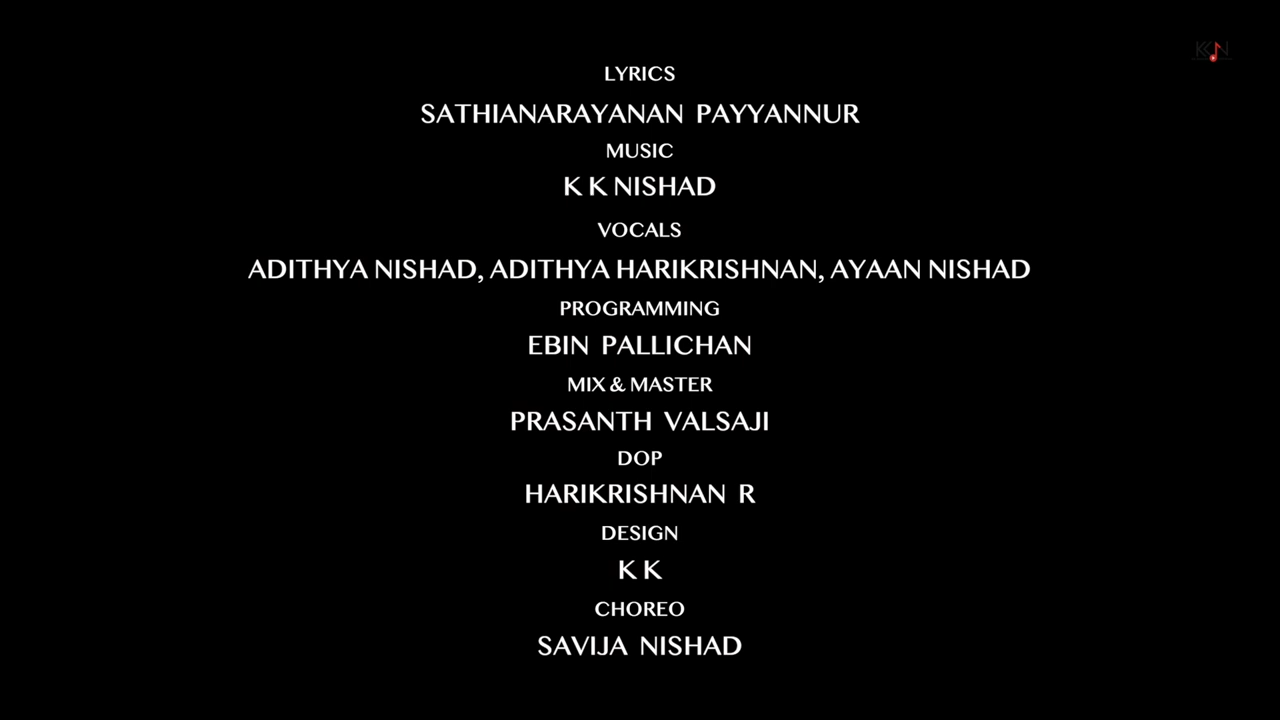 LYRICS
SATHIANARAYANAN PAYYANNUR
MUSIC
K K NISHAD
VOCALS
ADITHYA NISHAD, ADITHYA HARIKRISHNAN, AYAAN NISHAD
PROGRAMMING
EBIN PALLICHAN
MIX & MASTER
PRASANTH VALSAJI
DOP
HARIKRISHNAN R
DESIGN
K K
CHOREO
SAVIJA NISHAD